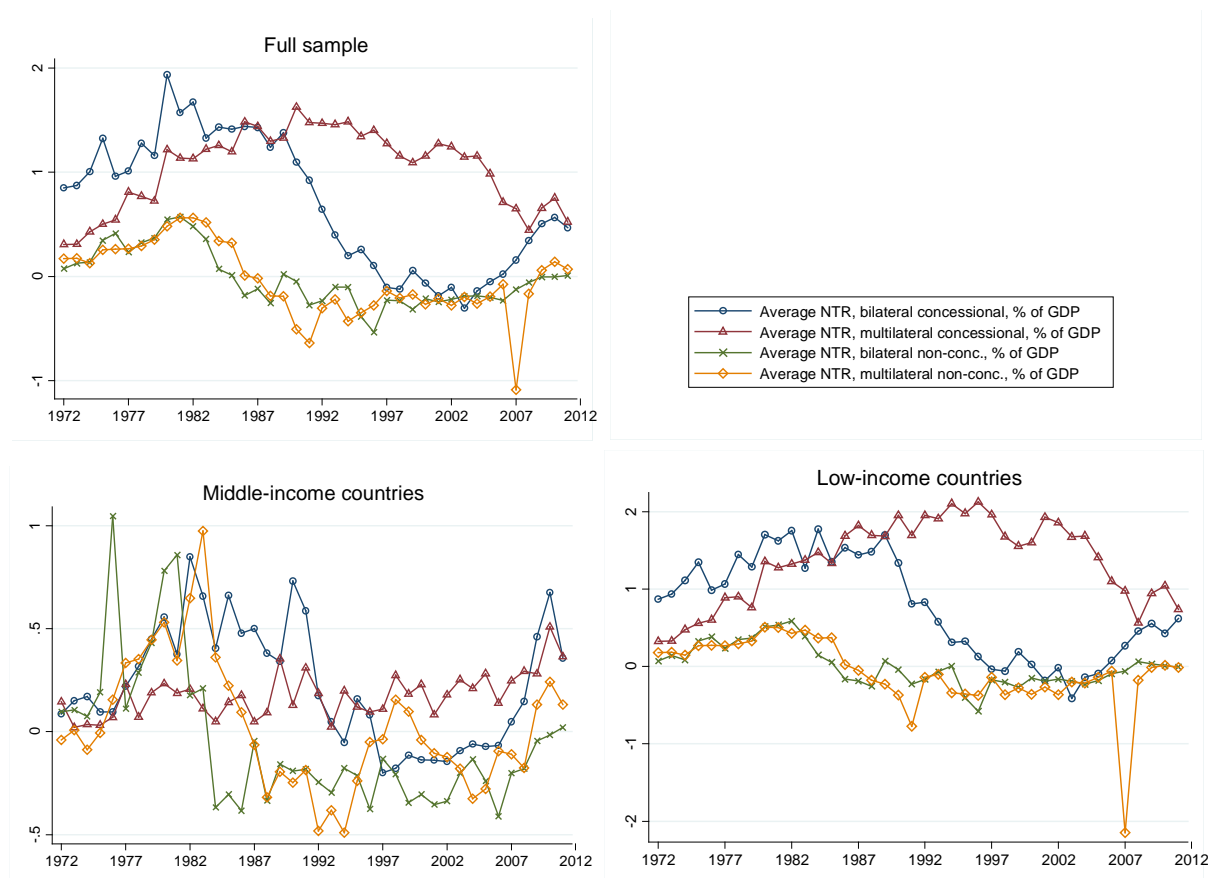 Full sample
2
1
0
-1
1972 1977 1982 1987 1992 1997 2002 2007 2012
Average NTR, bilateral concessional, % of GDP
Average NTR, multilateral concessional, % of GDP
Average NTR, bilateral non-conc., % of GDP
Average NTR, multilateral non-conc., % of GDP
Middle-income countries
1
.5
0
-.5
1972 1977 1982 1987 1992 1997 2002 2007 2012
Low-income countries
2
1
0
-1
-2
1972 1977 1982 1987 1992 1997 2002 2007 2012